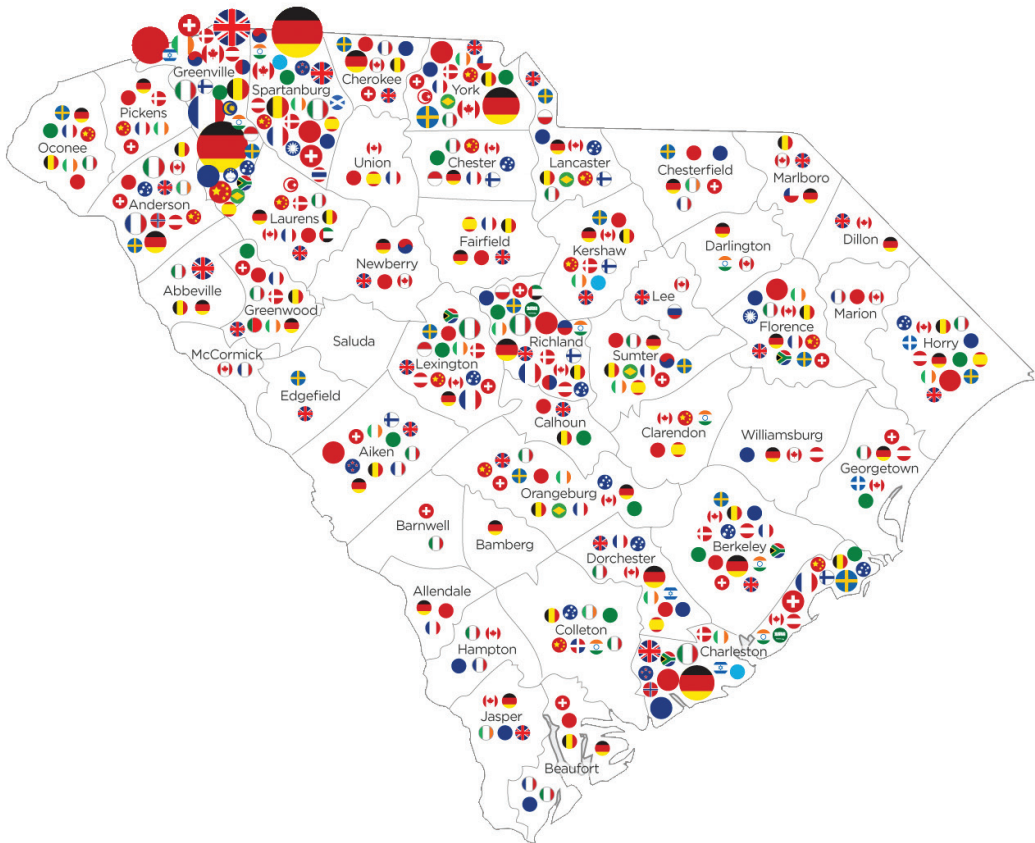 Greenville
Spartanburg
Cherokee
York
Pickens
Oconee
Anderson
Union
Chester
Lancaster
Chesterfield
Marlboro
Laurens
Fairfield
Kershaw
Darlington
Dillon
Newberry
Abbeville
Greenwood
Lee
Florence
Marion
Horry
McCormick
Saluda
Lexington
Richland
Sumter
Edgefield
Calhoun
Clarendon
Williamsburg
Georgetown
Aiken
Orangeburg
Barnwell
Bamberg
Dorchester
Berkeley
Allendale
Colleton
Charleston
Hampton
Jasper
Beaufort